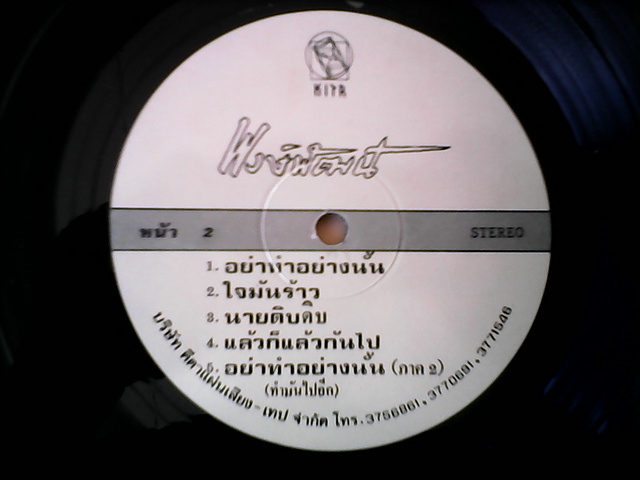 KITA
พงษ์พัฒน์
หน้า 2 STEREO
1. อย่าทำอย่างนั้น
2. ใจมันร้าว
3. นายติบดิบ
4. แล้วก็แล้วกันไป
5. อย่าทำอย่างนั้น (ภาค 2)
(ทำมันไปอีก)
บริษัท คีตาแผ่นเสียง-เทป จำกัด โทร. 3756861, 3770691, 3771546